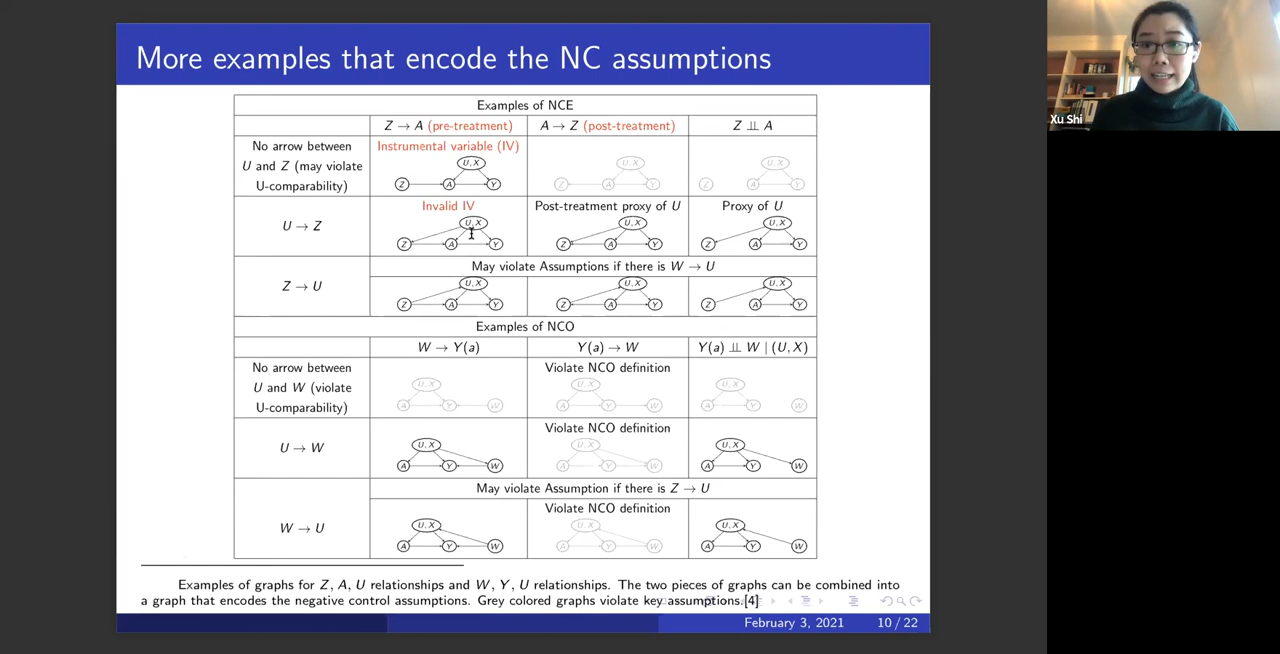 More examples that encode the NC assumptions
Xu Shi
Examples of NCE
Z → A (pre-treatment) A → Z (post-treatment) Z ⫫ A
No arrow between
U and Z (may violate
U-comparability)
Instrumental variable (IV)
U, X
Z A Y
U, X
Z A Y
U, X
Z A Y
U → Z
Invalid IV
U, X
Z A Y
Post-treatment proxy of U
U, X
Z A Y
Proxy of U
U, X
Z A Y
Z → U
May violate Assumptions if there is W → U
U, X
Z A Y
U, X
Z A Y
U, X
Z A Y
Examples of NCO
W → Y(a) Y(a) → W Y(a) ⫫ W | (U, X)
No arrow between
U and W (violate
U-comparability)
U, X
A Y W
Violate NCO definition
U, X
A Y W
U, X
A Y W
U → W
U, X
A Y W
Violate NCO definition
U, X
A Y W
U, X
A Y W
May violate Assumption if there is Z → U
W → U
U, X
A Y W
Violate NCO definition
U, X
A Y W
U, X
A Y W
Examples of graphs for Z, A, U relationships and W, Y, U relationships. The two pieces of graphs can be combined into
a graph that encodes the negative control assumptions. Grey colored graphs violate key assumptions.[4]
February 3, 2021 10 / 22